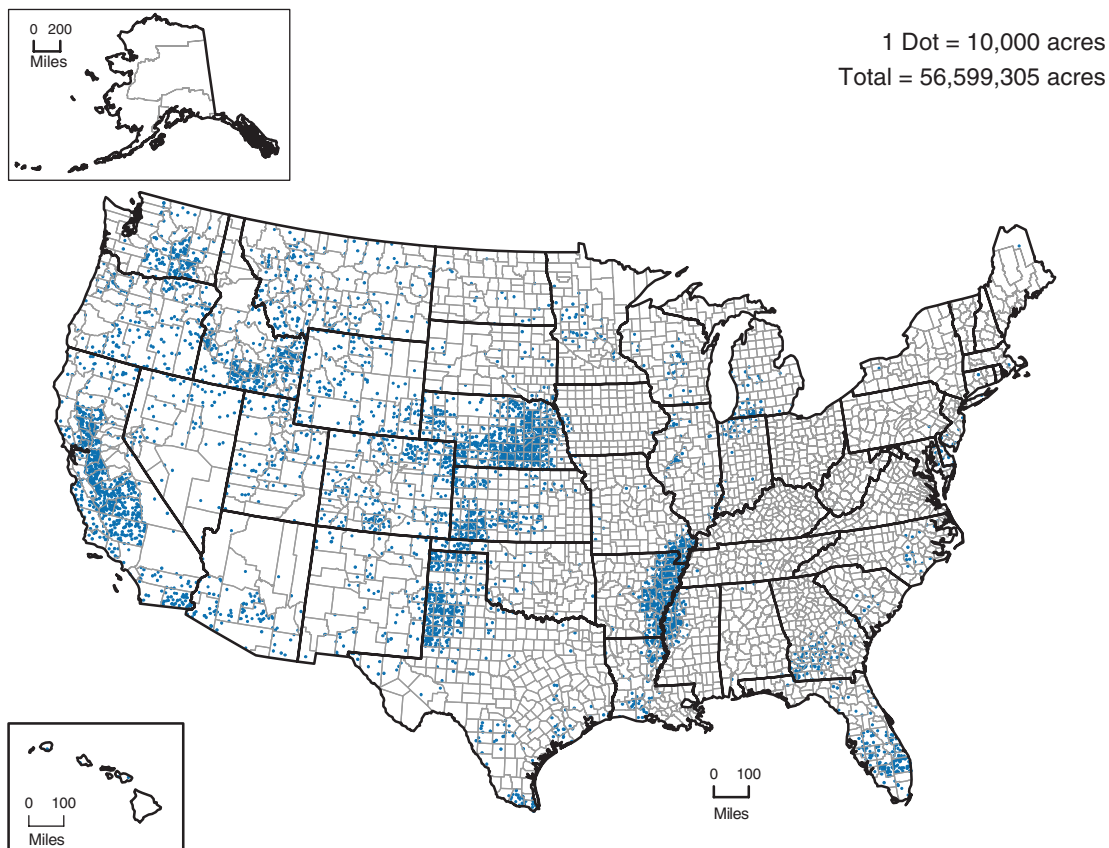 0 200
Miles
1 Dot = 10,000 acres
Total = 56,599,305 acres
0 100
Miles
0 100
Miles